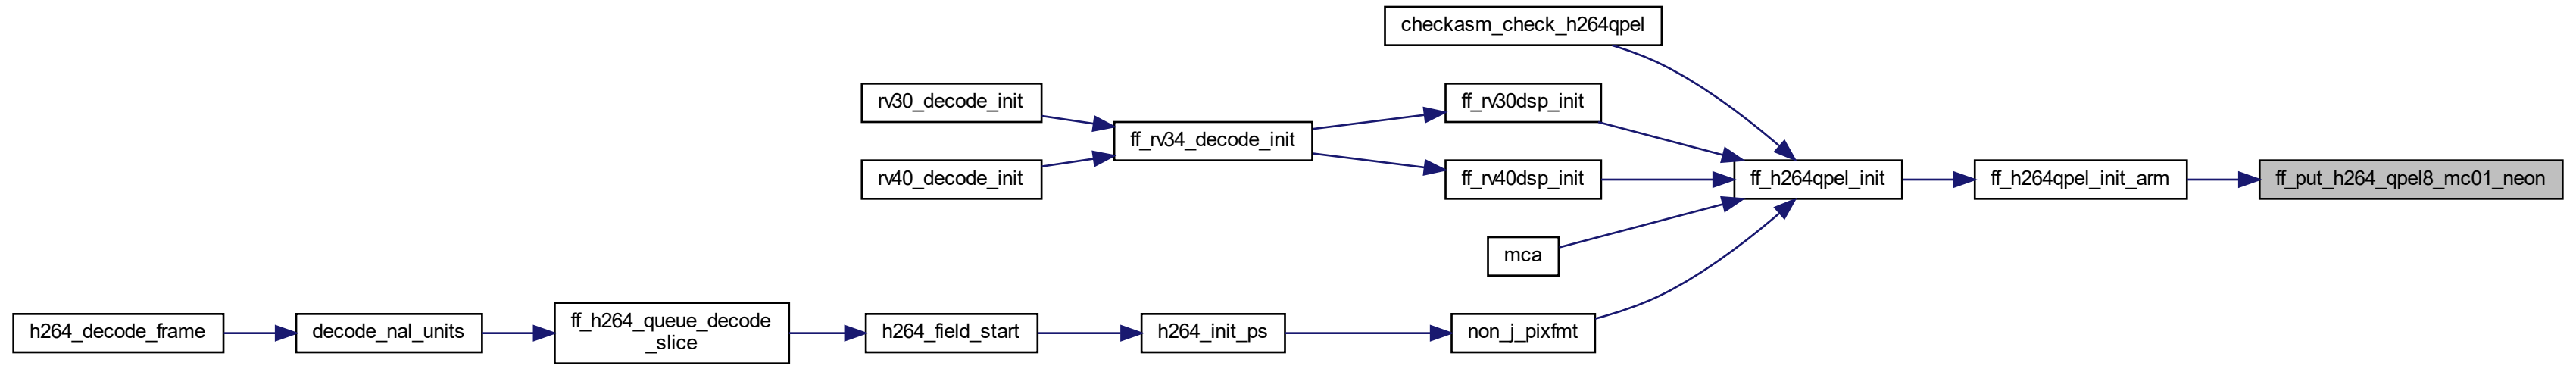 checkasm_check_h264qpel
rv30_decode_init
ff_rv30dsp_init
ff_rv34_decode_init
rv40_decode_init
ff_rv40dsp_init
ff_h264qpel_init
ff_h264qpel_init_arm
ff_put_h264_qpel8_mc01_neon
mca
h264_decode_frame
decode_nal_units
ff_h264_queue_decode
_slice
h264_field_start
h264_init_ps
non_j_pixfmt